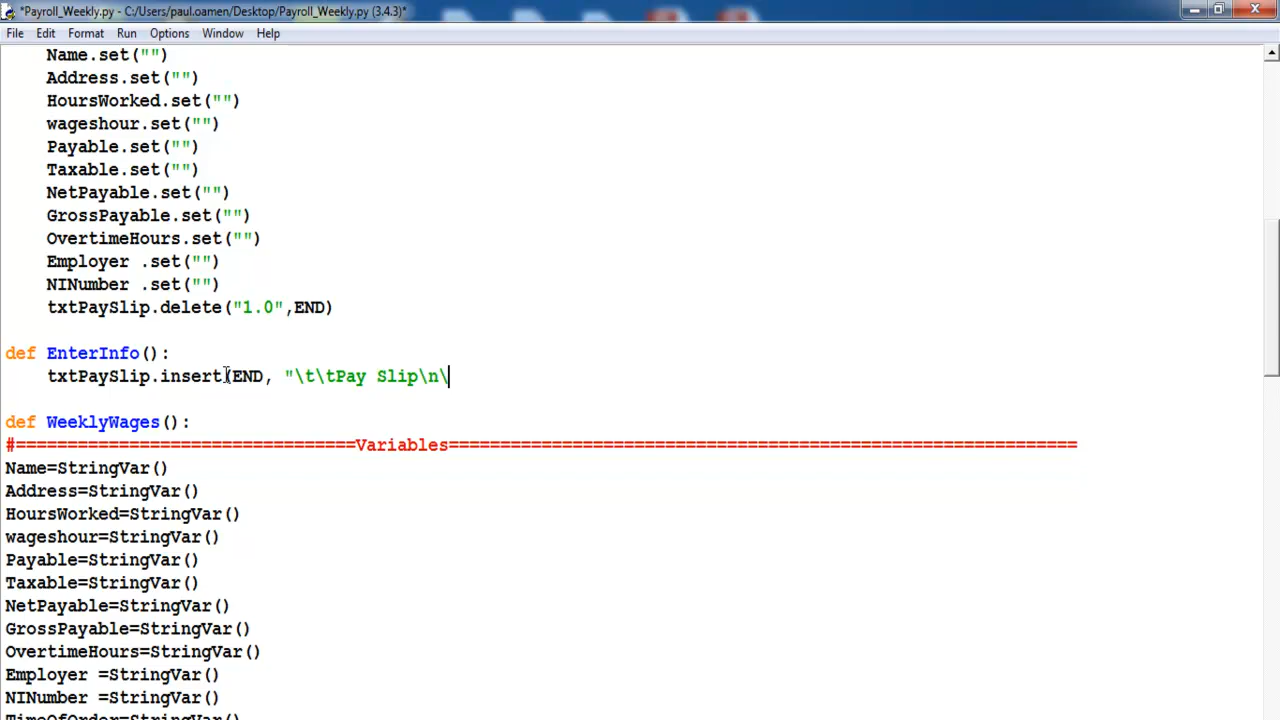 *Payroll_Weekly.py - C:/Users/paul.oamen/Desktop/Payroll_Weekly.py (3.4.3)*
File Edit Format Run Options Window Help
Name.set("")
Address.set("")
HoursWorked.set("")
wageshour.set("")
Payable.set("")
Taxable.set("")
NetPayable.set("")
GrossPayable.set("")
OvertimeHours.set("")
Employer .set("")
NINumber .set("")
txtPaySlip.delete("1.0",END)
def EnterInfo():
txtPaySlip.insert(END, "\t\tPay Slip\n\
def WeeklyWages():
#=================================Variables=============================================================
Name=StringVar()
Address=StringVar()
HoursWorked=StringVar()
wageshour=StringVar()
Payable=StringVar()
Taxable=StringVar()
NetPayable=StringVar()
GrossPayable=StringVar()
OvertimeHours=StringVar()
Employer =StringVar()
NINumber =StringVar()
TimeOfOrder=StringVar()